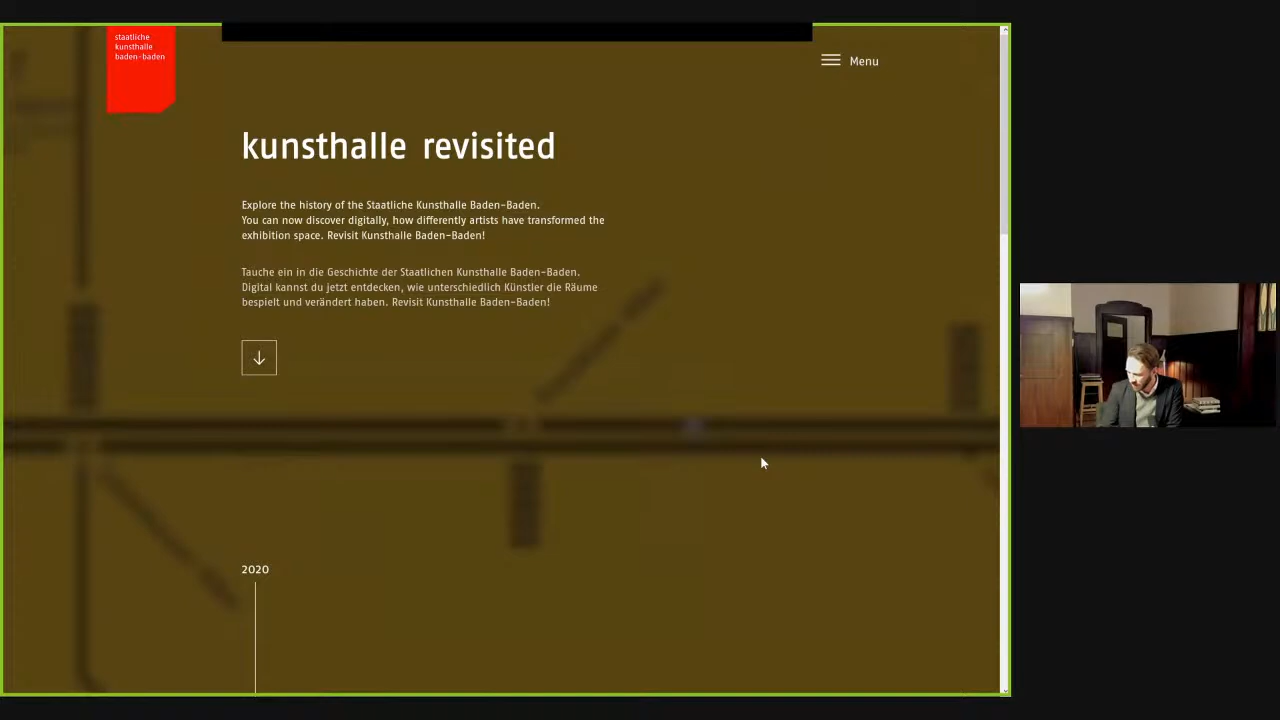 staatliche
kunsthalle
baden-baden
Menu
kunsthalle revisited
Explore the history of the Staatliche Kunsthalle Baden-Baden.
You can now discover digitally, how differently artists have transformed the
exhibition space. Revisit Kunsthalle Baden-Baden!
Tauche ein in die Geschichte der Staatlichen Kunsthalle Baden-Baden.
Digital kannst du jetzt entdecken, wie unterschiedlich Künstler die Räume
bespielt und verändert haben. Revisit Kunsthalle Baden-Baden!
2020